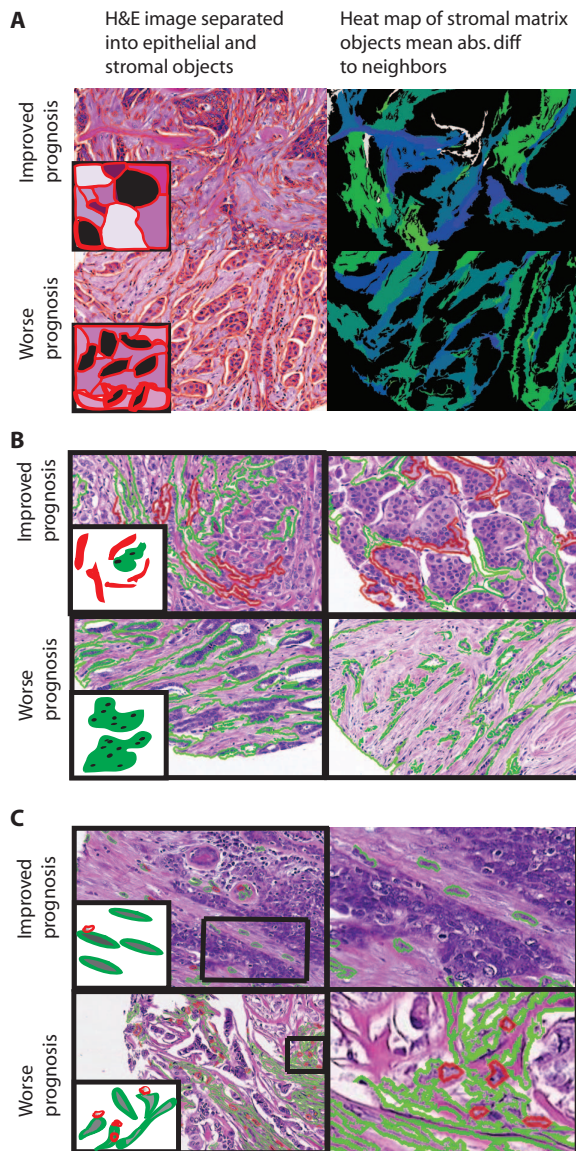 A
H&E image separated
into epithelial and
stromal objects
Heat map of stromal matrix
objects mean abs. diff
to neighbors
Improved
prognosis
Worse
prognosis
B
Improved
prognosis
Worse
prognosis
C
Improved
prognosis
Worse
prognosis